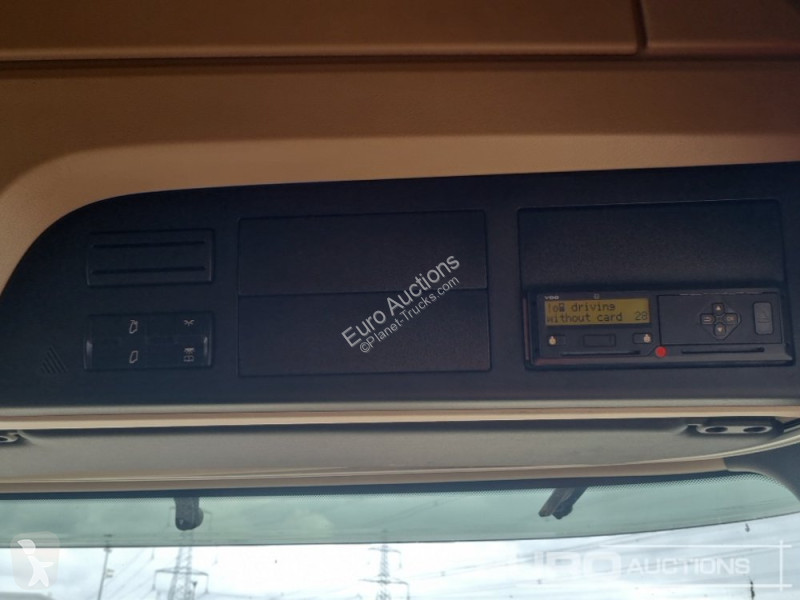 Euro Auctions
©Planet-Trucks.com
!o driving
without card 28
AUCTIONS